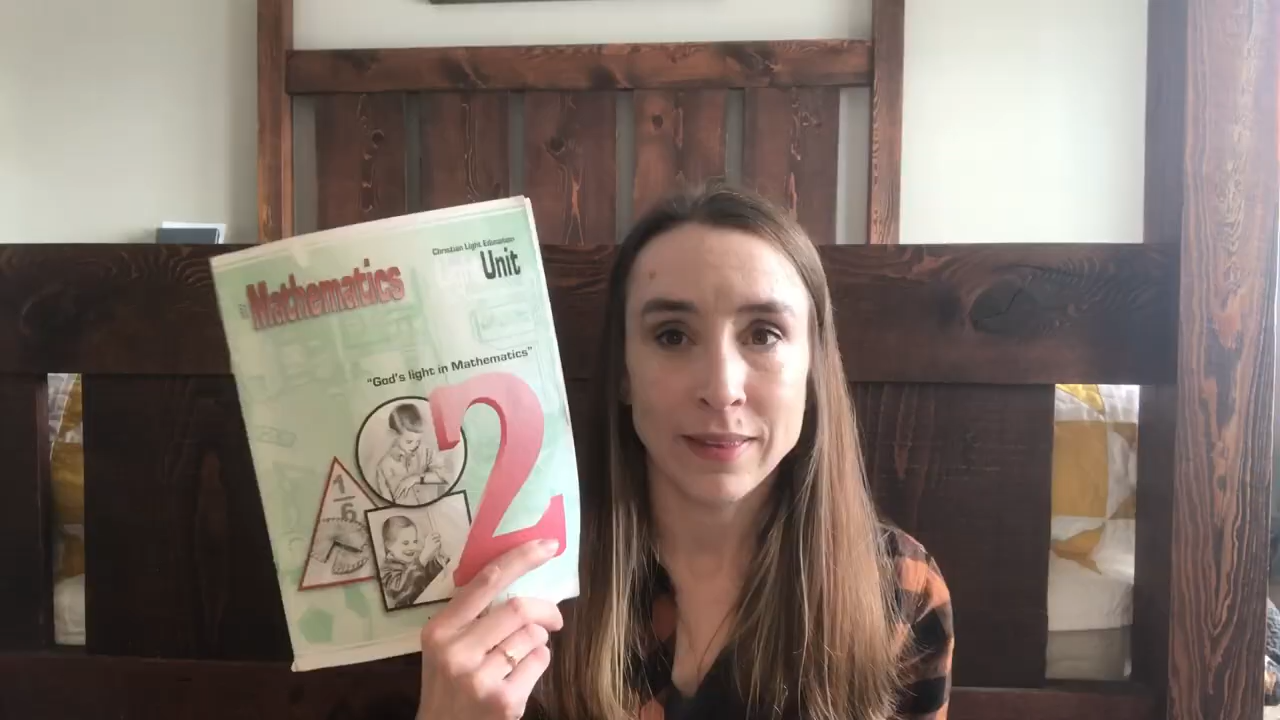 Christian Light Education
Mathematics
Unit
"God's light in Mathematics"
2
1
6